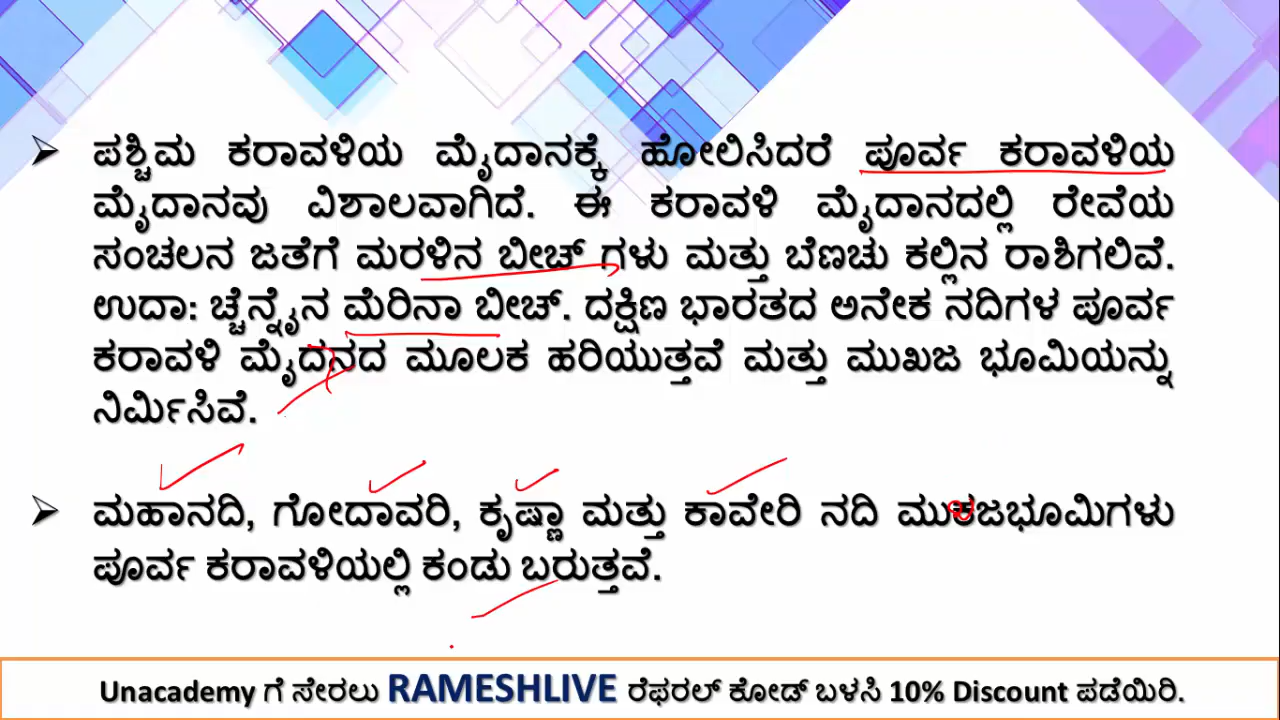 ಪಶ್ಚಿಮ ಕರಾವಳಿಯ ಮೈದಾನಕ್ಕೆ ಹೋಲಿಸಿದರೆ ಪೂರ್ವ ಕರಾವಳಿಯ
ಮೈದಾನವು ವಿಶಾಲವಾಗಿದೆ. ಈ ಕರಾವಳಿ ಮೈದಾನದಲ್ಲಿ ರೇವೆಯ
ಸಂಚಲನ ಜತೆಗೆ ಮರಳಿನ ಬೀಚ್ ಗಳು ಮತ್ತು ಬೆಣಚು ಕಲ್ಲಿನ ರಾಶಿಗಲಿವೆ.
ಉದಾ: ಚ್ಚೆನ್ನೈನ ಮೆರಿನಾ ಬೀಚ್. ದಕ್ಷಿಣ ಭಾರತದ ಅನೇಕ ನದಿಗಳ ಪೂರ್ವ
ಕರಾವಳಿ ಮೈದನದ ಮೂಲಕ ಹರಿಯುತ್ತವೆ ಮತ್ತು ಮುಖಜ ಭೂಮಿಯನ್ನು
ನಿರ್ಮಿಸಿವೆ.
ಮಹಾನದಿ, ಗೋದಾವರಿ, ಕೃಷ್ಣಾ ಮತ್ತು ಕಾವೇರಿ ನದಿ ಮುಕಜಭೂಮಿಗಳು
ಪೂರ್ವ ಕರಾವಳಿಯಲ್ಲಿ ಕಂಡು ಬರುತ್ತವೆ.
Unacademy ಗೆ ಸೇರಲು RAMESHLIVE ರೆಫರಲ್ ಕೋಡ್ ಬಳಸಿ 10% Discount ಪಡೆಯಿರಿ.